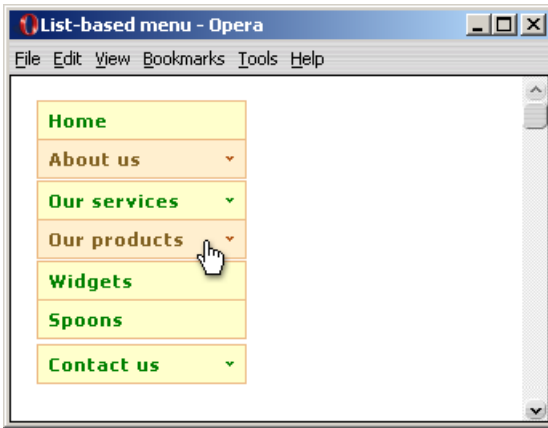 List-based menu - Opera
File Edit View Bookmarks Tools Help
Home
About us
Our services
Our products
Widgets
Spoons
Contact us